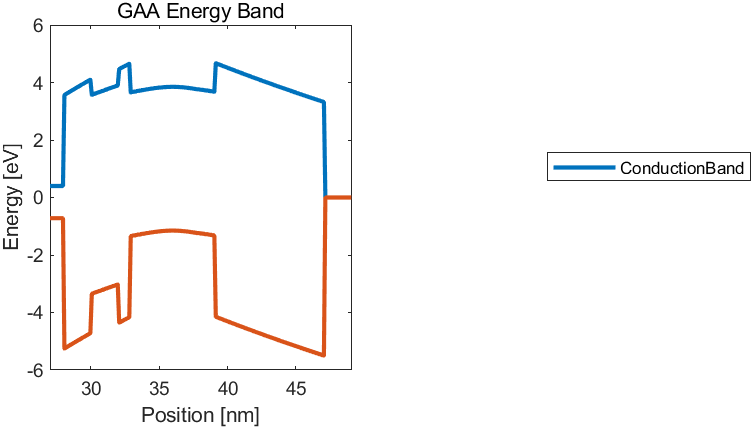 GAA Energy Band
6
4
2
0
-2
-4
-6
Energy [eV]
30
35
40
45
Position [nm]
ConductionBand